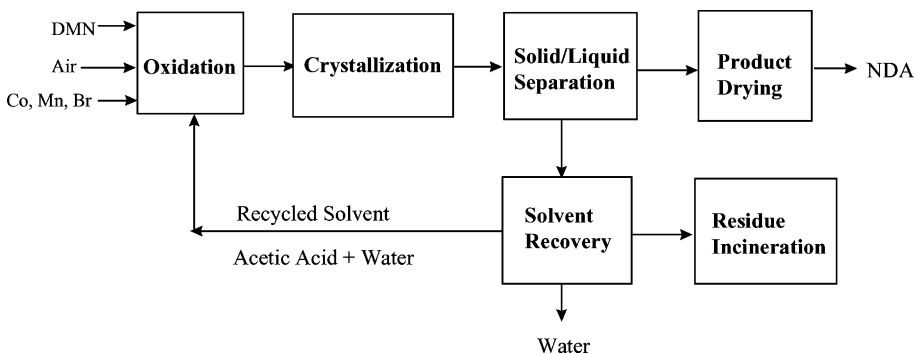 DMN
Air
Co, Mn, Br
Oxidation
Crystallization
Solid/Liquid
Separation
Product
Drying
NDA
Recycled Solvent
Acetic Acid + Water
Solvent
Recovery
Residue
Incineration
Water